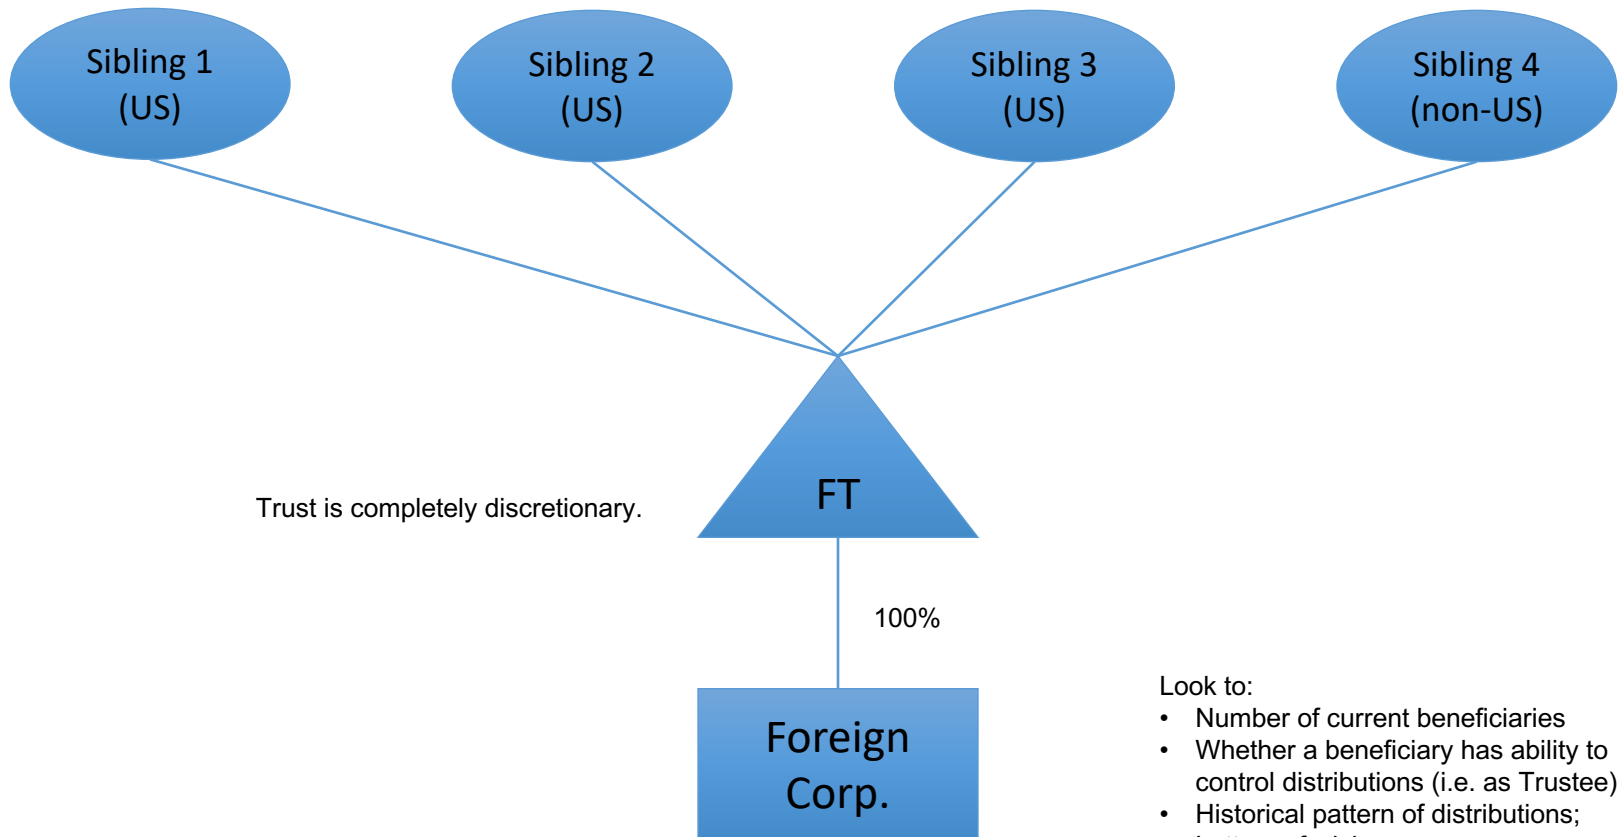 Sibling 1
(US)
Sibling 2
(US)
Sibling 3
(US)
Sibling 4
(non-US)
Trust is completely discretionary.
FT
100%
Foreign
Corp.
Look to:
• Number of current beneficiaries
• Whether a beneficiary has ability to
control distributions (i.e. as Trustee)
• Historical pattern of distributions;